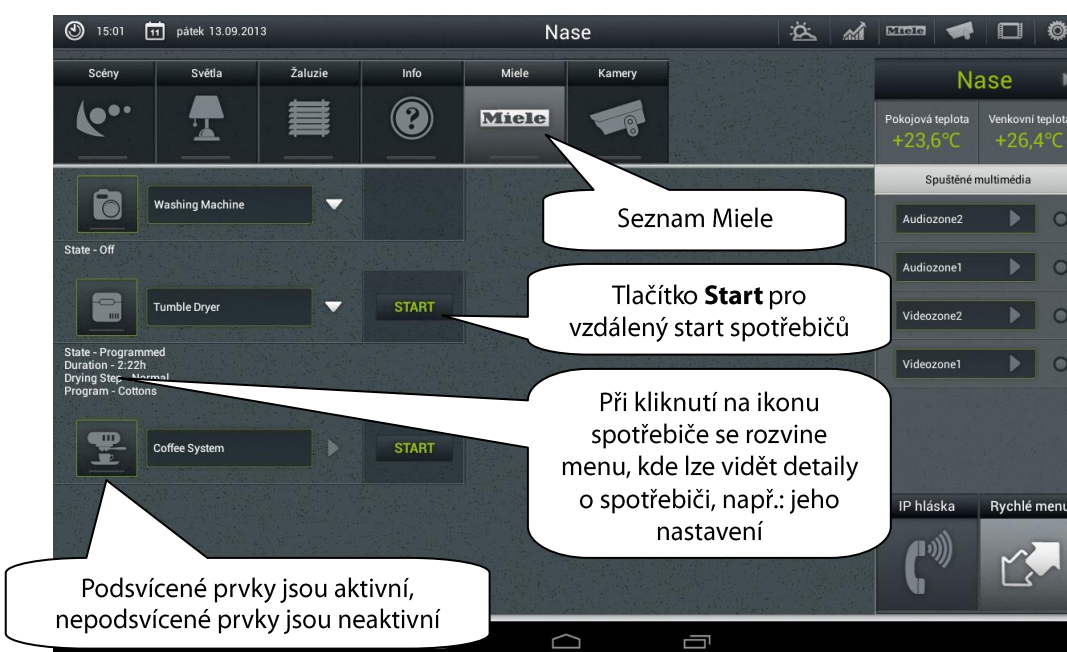 15:01 11 pátek 13.09.2013 Nase Miele
Scény Světla Žaluzie Info Miele Kamery
Miele
Nase
Pokojová teplota Venkovní teplota
+23,6°C +26,4°C
Spuštěné multimédia
Washing Machine
Seznam Miele
Audiozone2
State - Off
Audiozone1
Tumble Dryer START
Tlačítko Start pro
vzdálený start spotřebičů
Videozone2
State - Programmed
Duration - 2:22h
Drying Step - Normal
Program - Cottons
Videozone1
Při kliknutí na ikonu
spotřebiče se rozvine
menu, kde lze vidět detaily
o spotřebiči, např.: jeho
nastavení
Coffee System START
IP hláska Rychlé menu
Podsvícené prvky jsou aktivní,
nepodsvícené prvky jsou neaktivní